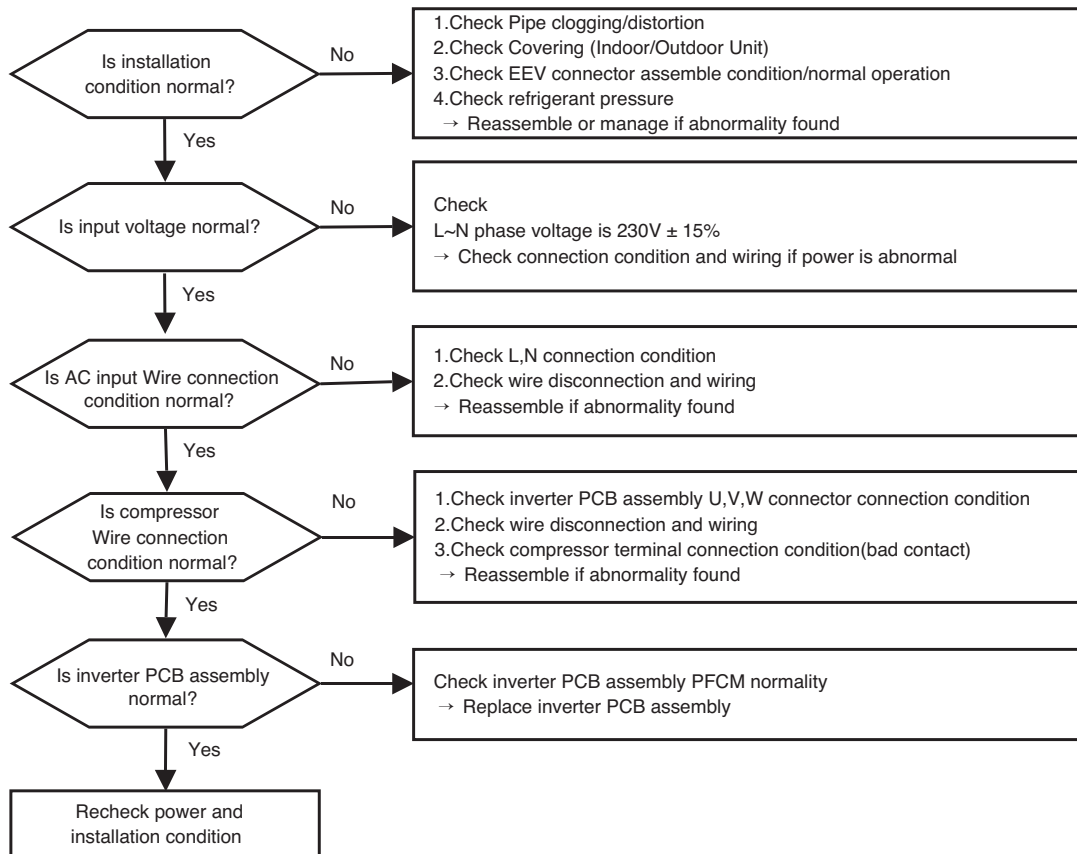 Is installation
condition normal?
No
1.Check Pipe clogging/distortion
2.Check Covering (Indoor/Outdoor Unit)
3.Check EEV connector assemble condition/normal operation
4.Check refrigerant pressure
→ Reassemble or manage if abnormality found
Yes
Is input voltage normal?
No
Check
L~N phase voltage is 230V ± 15%
→ Check connection condition and wiring if power is abnormal
Yes
Is AC input Wire connection
condition normal?
No
1.Check L,N connection condition
2.Check wire disconnection and wiring
→ Reassemble if abnormality found
Yes
Is compressor
Wire connection
condition normal?
No
1.Check inverter PCB assembly U,V,W connector connection condition
2.Check wire disconnection and wiring
3.Check compressor terminal connection condition(bad contact)
→ Reassemble if abnormality found
Yes
Is inverter PCB assembly
normal?
No
Check inverter PCB assembly PFCM normality
→ Replace inverter PCB assembly
Yes
Recheck power and
installation condition